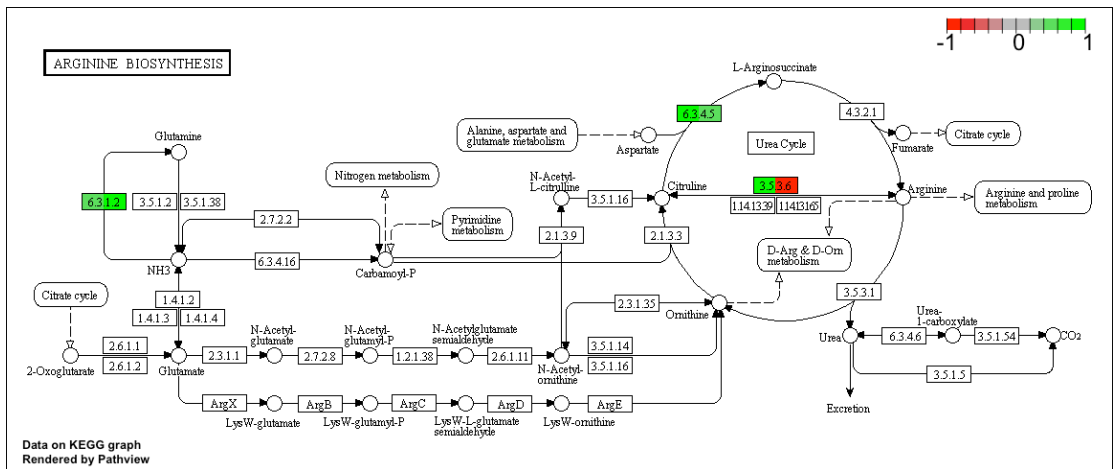 -1 0 1
ARGININE BIOSYNTHESIS
L-Arginosuccinate
6.3.4.5
4.3.2.1
Alanine, aspartate and
glutamate metabolism
Aspartate
Urea Cycle
Fumarate
Citrate cycle
Glutamine
Nitrogen metabolism
N-Acetyl-
L-citrulline
Citruline
3.5.3.6
Arginine
Arginine and proline
metabolism
6.3.1.2
3.5.1.2
3.5.1.38
3.5.1.16
1.14.13.39
1.14.13.165
2.7.2.2
Pyrimidine
metabolism
2.1.3.9
2.1.3.3
D-Arg & D-Orn
metabolism
NH3
6.3.4.16
Carbamoyl-P
Citrate cycle
1.4.1.2
1.4.1.3
1.4.1.4
2.3.1.35
Ornithine
3.5.3.1
Urea-
1-carboxylate
2.6.1.1
2.6.1.2
2-Oxoglutarate
Glutamate
2.3.1.1
N-Acetyl-
glutamate
2.7.2.8
N-Acetyl-
glutamyl-P
1.2.1.38
N-Acetylglutamate
semialdehyde
2.6.1.11
N-Acetyl-
ornithine
3.5.1.14
3.5.1.16
Urea
6.3.4.6
3.5.1.54
CO2
3.5.1.5
Excretion
ArgX
LysW-glutamate
ArgB
LysW-glutamyl-P
ArgC
LysW-L-glutamate
semialdehyde
ArgD
LysW-ornithine
ArgE
Data on KEGG graph
Rendered by Pathview